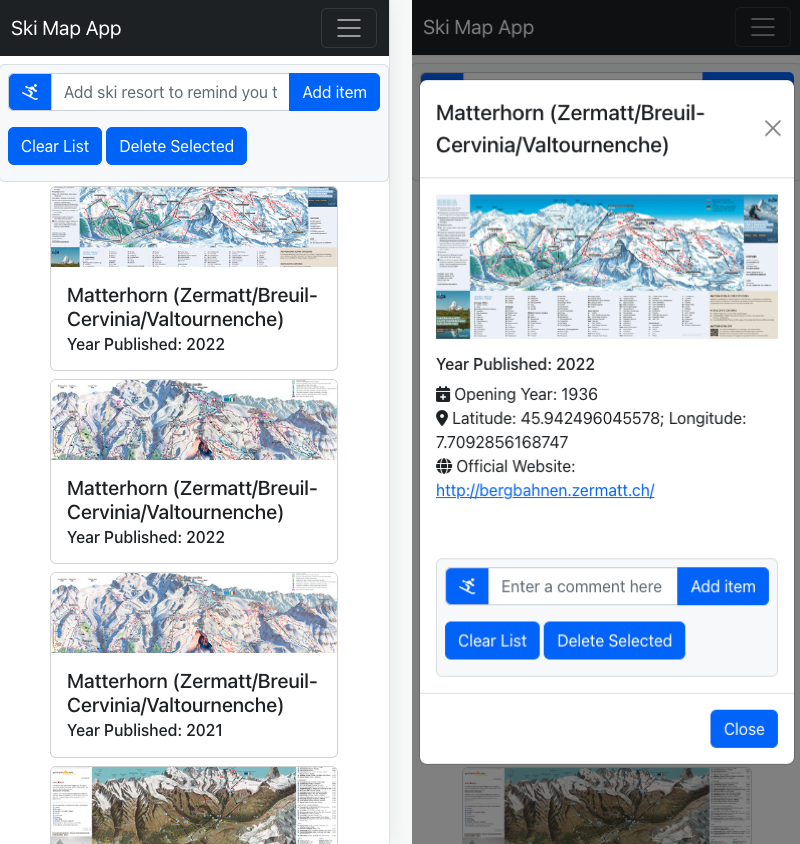 Ski Map App
Add ski resort to remind you t
Add item
Clear List
Delete Selected
Matterhorn (Zermatt/Breuil-
Cervinia/Valtournenche)
Year Published: 2022
Matterhorn (Zermatt/Breuil-
Cervinia/Valtournenche)
Year Published: 2022
Matterhorn (Zermatt/Breuil-
Cervinia/Valtournenche)
Year Published: 2021
Ski Map App
Matterhorn (Zermatt/Breuil-
Cervinia/Valtournenche)
Year Published: 2022
Opening Year: 1936
Latitude: 45.942496045578; Longitude:
7.7092856168747
Official Website:
http://bergbahnen.zermatt.ch/
Enter a comment here
Add item
Clear List
Delete Selected
Close